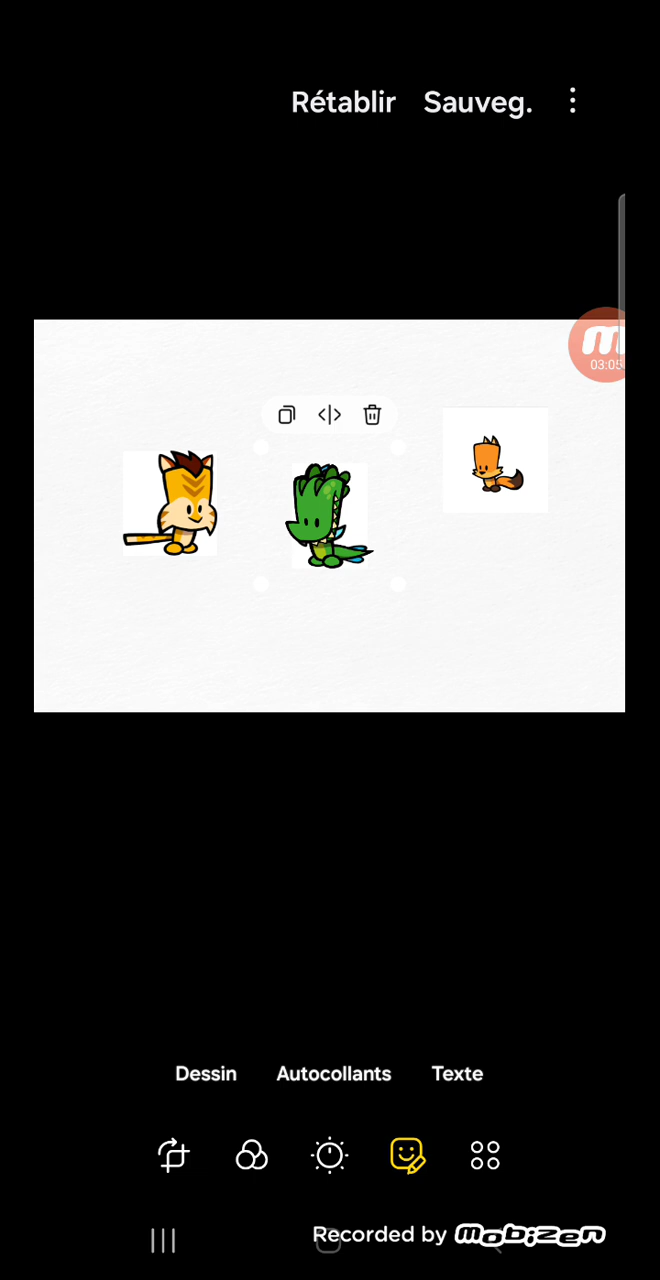 Rétablir Sauveg.
03:05
Dessin Autocollants Texte
Recorded by mobizen